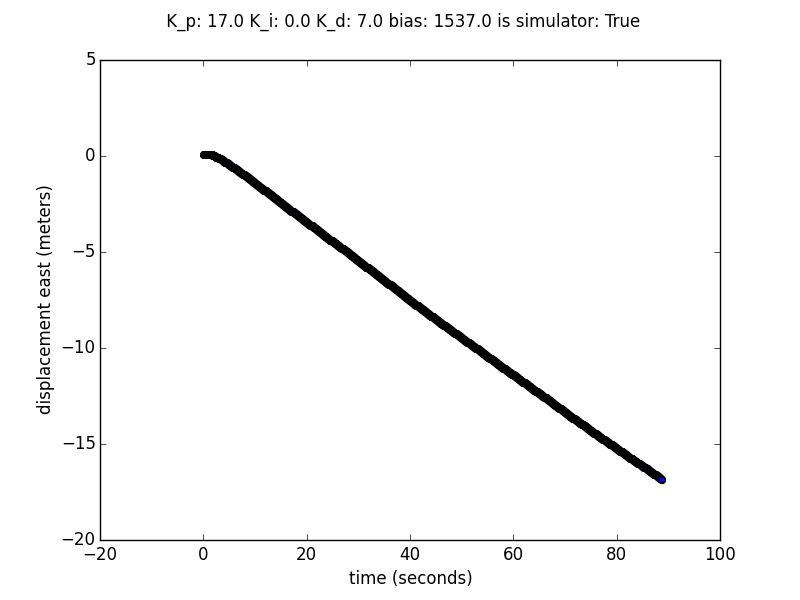 K_p: 17.0 K_i: 0.0 K_d: 7.0 bias: 1537.0 is simulator: True
5
0
−5
−10
−15
−20
−20 0 20 40 60 80 100
displacement east (meters)
time (seconds)